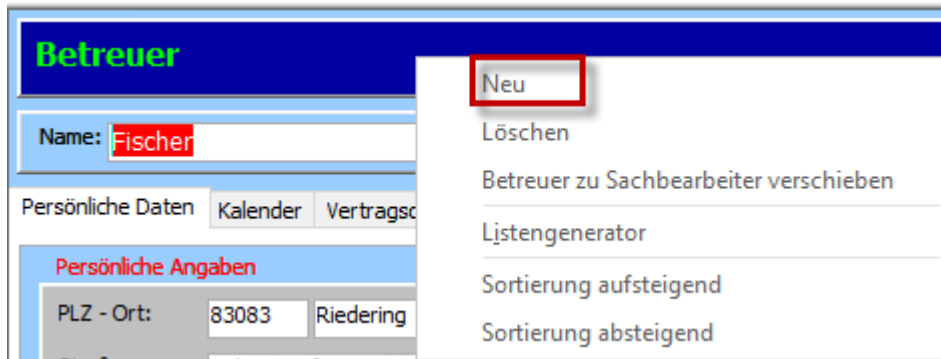 Betreuer
Neu
Name: Fischer
Löschen
Betreuer zu Sachbearbeiter verschieben
Persönliche Daten Kalender
Listengenerator
Persönliche Angaben
Sortierung aufsteigend
PLZ - Ort: 83083 Riedering
Sortierung absteigend